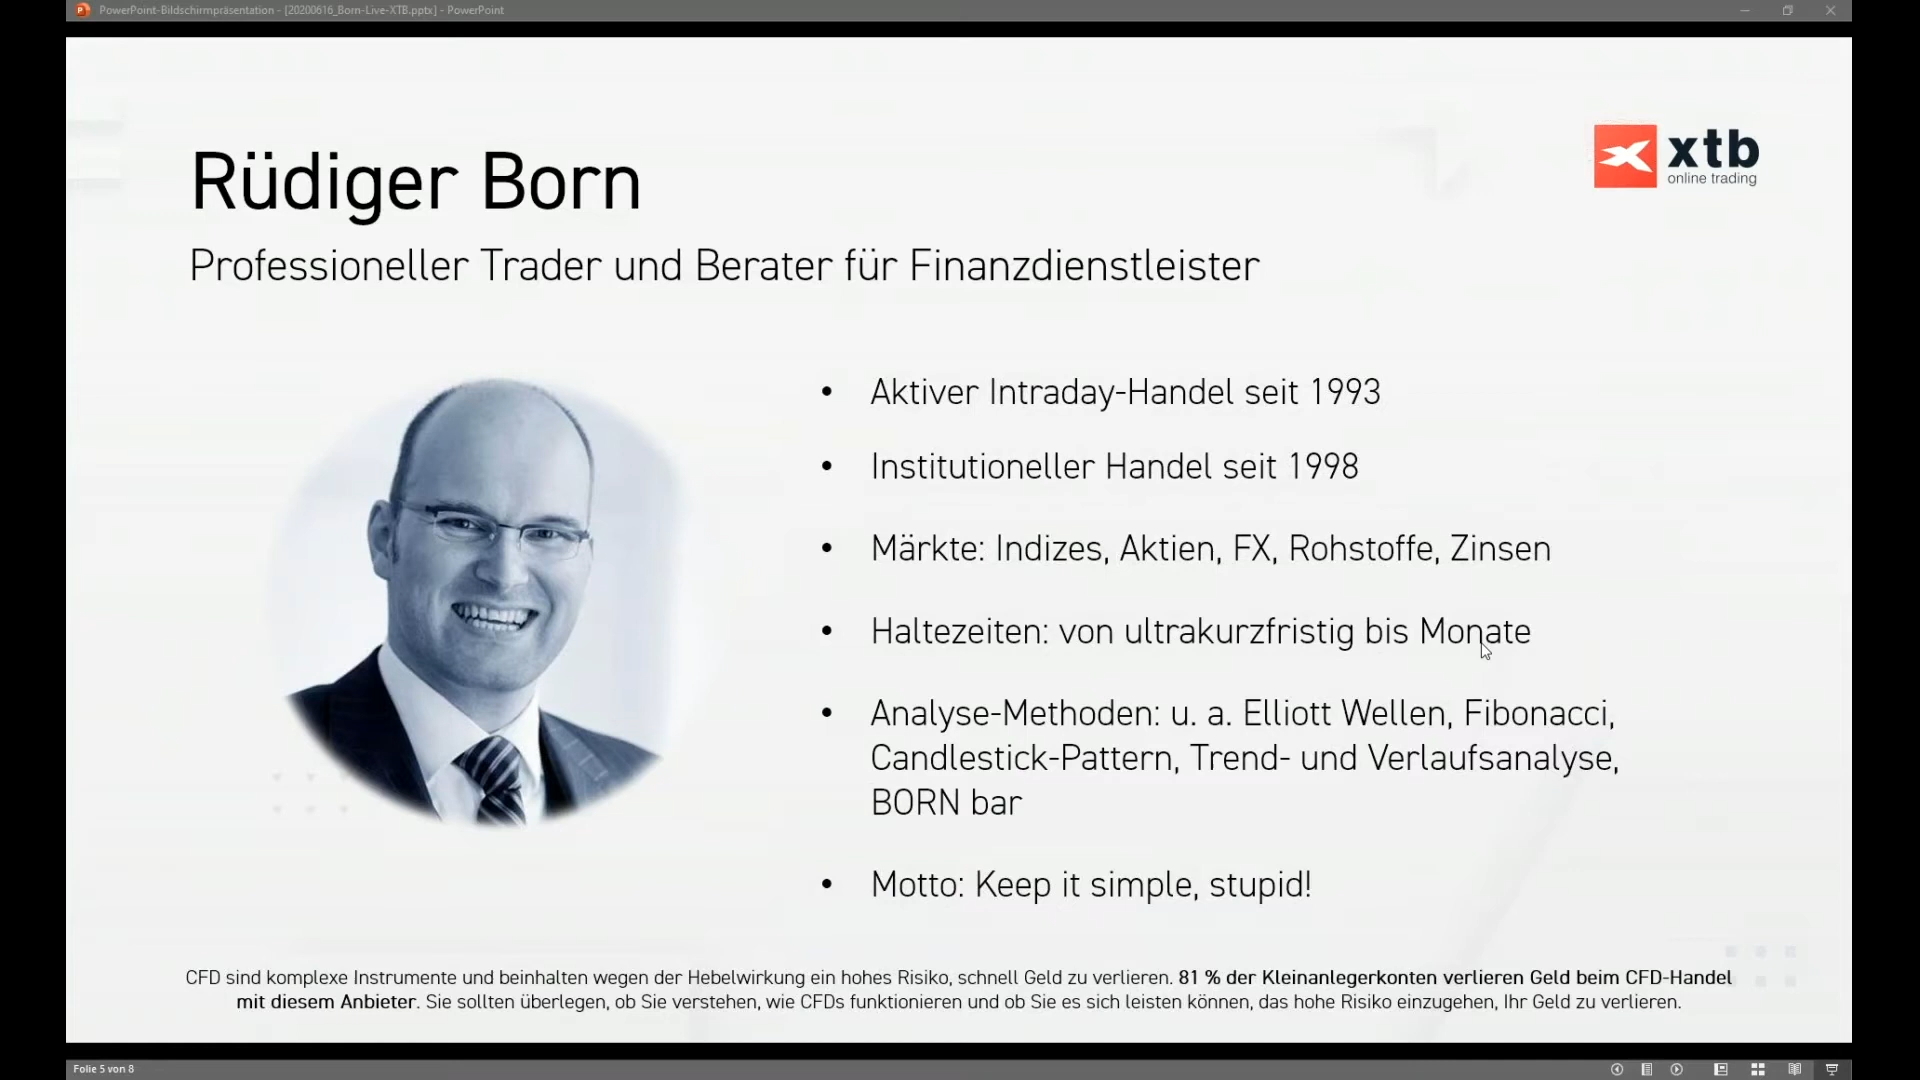 PowerPoint-Bildschirmpräsentation - [20200616_Born-Live-XTB.pptx] - PowerPoint
xtb
online trading
Rüdiger Born
Professioneller Trader und Berater für Finanzdienstleister
• Aktiver Intraday-Handel seit 1993
• Institutioneller Handel seit 1998
• Märkte: Indizes, Aktien, FX, Rohstoffe, Zinsen
• Haltezeiten: von ultrakurzfristig bis Monate
• Analyse-Methoden: u. a. Elliott Wellen, Fibonacci,
Candlestick-Pattern, Trend- und Verlaufsanalyse,
BORN bar
• Motto: Keep it simple, stupid!
CFD sind komplexe Instrumente und beinhalten wegen der Hebelwirkung ein hohes Risiko, schnell Geld zu verlieren. 81 % der Kleinanlegerkonten verlieren Geld beim CFD-Handel
mit diesem Anbieter. Sie sollten überlegen, ob Sie verstehen, wie CFDs funktionieren und ob Sie es sich leisten können, das hohe Risiko einzugehen, Ihr Geld zu verlieren.
Folie 5 von 8